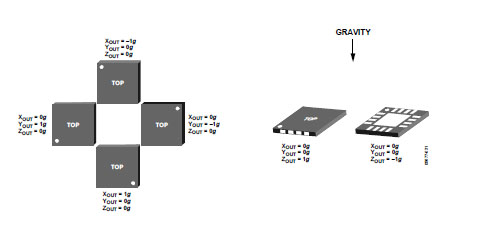 XOUT = –1g
YOUT = 0g
ZOUT = 0g
TOP
XOUT = 0g
YOUT = 1g
ZOUT = 0g
TOP
TOP
XOUT = 0g
YOUT = –1g
ZOUT = 0g
TOP
XOUT = 1g
YOUT = 0g
ZOUT = 0g
GRAVITY
TOP
XOUT = 0g
YOUT = 0g
ZOUT = 1g
XOUT = 0g
YOUT = 0g
ZOUT = –1g